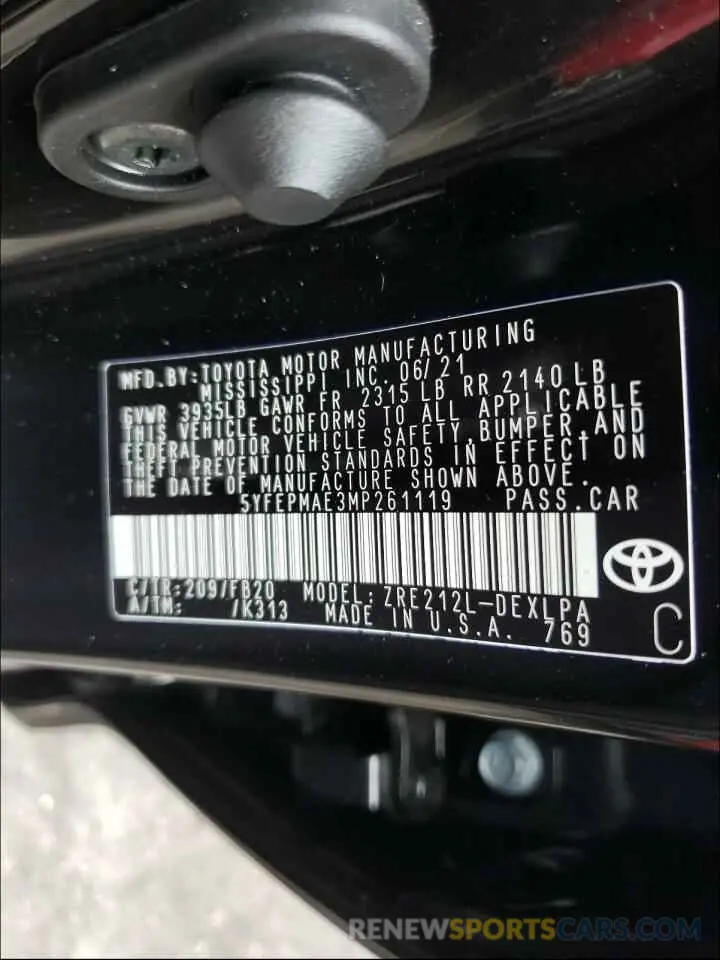 MFD.BY:TOYOTA MOTOR MANUFACTURING
MISSISSIPPI INC. 06/21
GVWR 3935LB GAWR FR 2315 LB RR 2140 LB
THIS VEHICLE CONFORMS TO ALL APPLICABLE
FEDERAL MOTOR VEHICLE SAFETY,BUMPER,AND
THEFT PREVENTION STANDARDS IN EFFECT ON
THE DATE OF MANUFACTURE SHOWN ABOVE.
5YFEPMAE3MP261119 PASS.CAR
C/TR:209/FB20 MODEL:ZRE212L-DEXLPA
A/TM: /K313 MADE IN U.S.A. 769
C
RENEWSPORTSCARS.COM